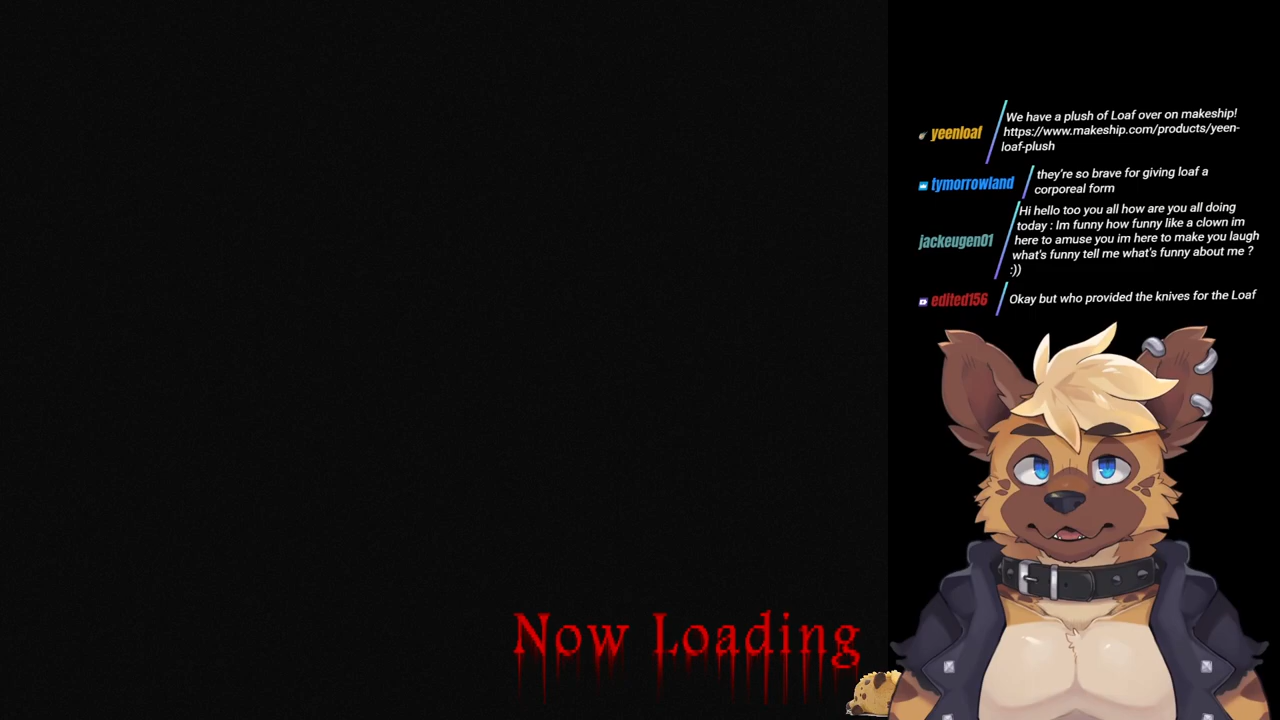 yeenloaf We have a plush of Loaf over on makeship!
https://www.makeship.com/products/yeen-
loaf-plush
tymorrowland they're so brave for giving loaf a
corporeal form
jackeugen01 Hi hello too you all how are you all doing
today : Im funny how funny like a clown im
here to amuse you im here to make you laugh
what's funny tell me what's funny about me ?
:))
edited156 Okay but who provided the knives for the Loaf
Now Loading